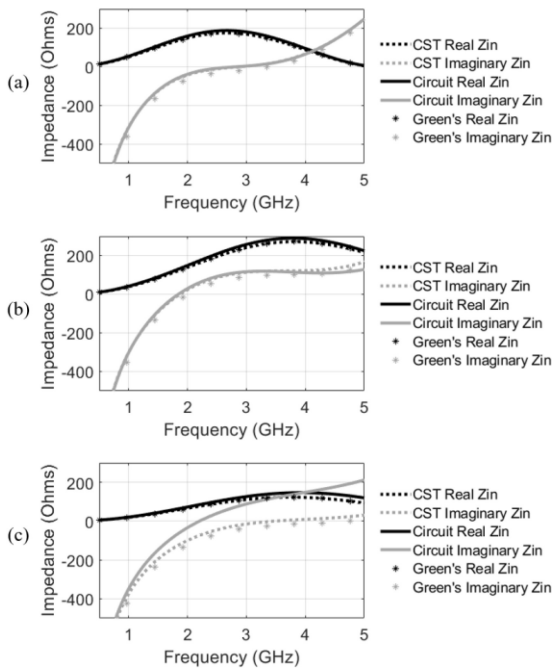 (a)
Impedance (Ohms)
200
0
-200
-400
1 2 3 4 5
Frequency (GHz)
CST Real Zin
CST Imaginary Zin
Circuit Real Zin
Circuit Imaginary Zin
Green's Real Zin
Green's Imaginary Zin
(b)
Impedance (Ohms)
200
0
-200
-400
1 2 3 4 5
Frequency (GHz)
CST Real Zin
CST Imaginary Zin
Circuit Real Zin
Circuit Imaginary Zin
Green's Real Zin
Green's Imaginary Zin
(c)
Impedance (Ohms)
200
0
-200
-400
1 2 3 4 5
Frequency (GHz)
CST Real Zin
CST Imaginary Zin
Circuit Real Zin
Circuit Imaginary Zin
Green's Real Zin
Green's Imaginary Zin